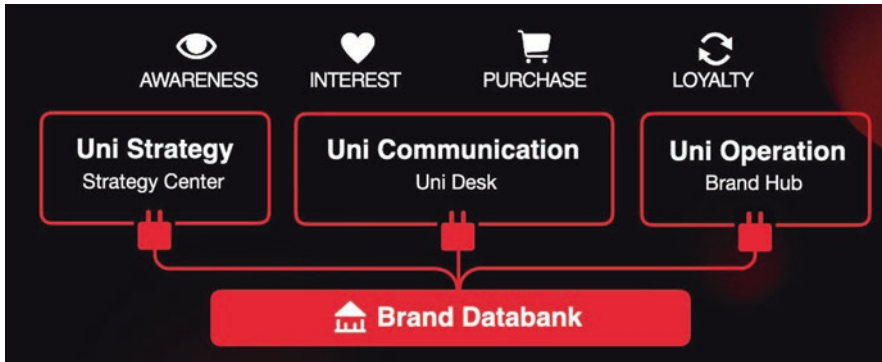 AWARENESS
INTEREST
PURCHASE
LOYALTY
Uni Strategy
Strategy Center
Uni Communication
Uni Desk
Uni Operation
Brand Hub
Brand Databank